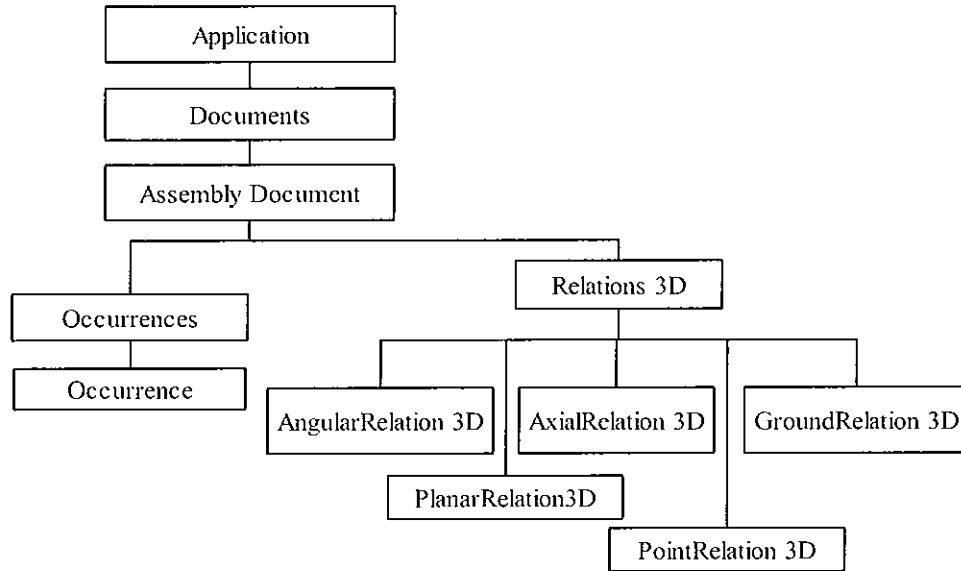 Application
Documents
Assembly Document
Relations 3D
Occurrences
Occurrence
AngularRelation 3D
AxialRelation 3D
GroundRelation 3D
PlanarRelation3D
PointRelation 3D